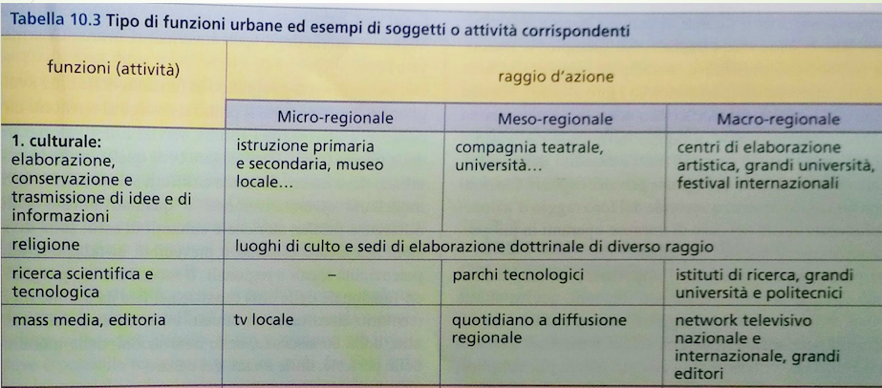 Tabella 10.3 Tipo di funzioni urbane ed esempi di soggetti o attività corrispondenti
funzioni (attività)
raggio d'azione
Micro-regionale
Meso-regionale
Macro-regionale
1. culturale:
elaborazione,
conservazione e
trasmissione di idee e di
informazioni
istruzione primaria
e secondaria, museo
locale...
compagnia teatrale,
università...
centri di elaborazione
artistica, grandi università,
festival internazionali
religione
luoghi di culto e sedi di elaborazione dottrinale di diverso raggio
ricerca scientifica e
tecnologica
–
parchi tecnologici
istituti di ricerca, grandi
università e politecnici
mass media, editoria
tv locale
quotidiano a diffusione
regionale
network televisivo
nazionale e
internazionale, grandi
editori